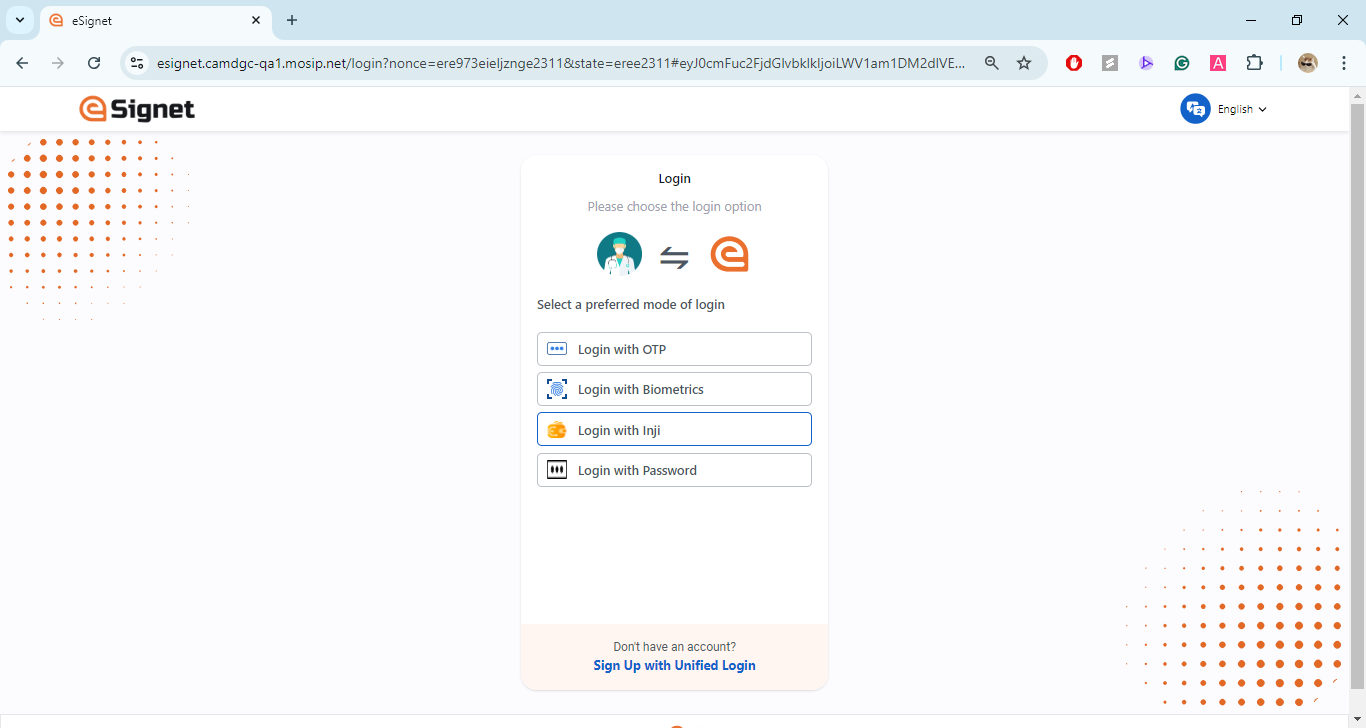 eSignet
esignet.camdgc-qa1.mosip.net/login?nonce=ere973eieljznge2311&state=eree2311#eyJ0cmFuc2FjdGlvbklkIjoiLWV1am1DM2dlVE...
eSignet
English
Login
Please choose the login option
Select a preferred mode of login
Login with OTP
Login with Biometrics
Login with Inji
Login with Password
Don't have an account?
Sign Up with Unified Login